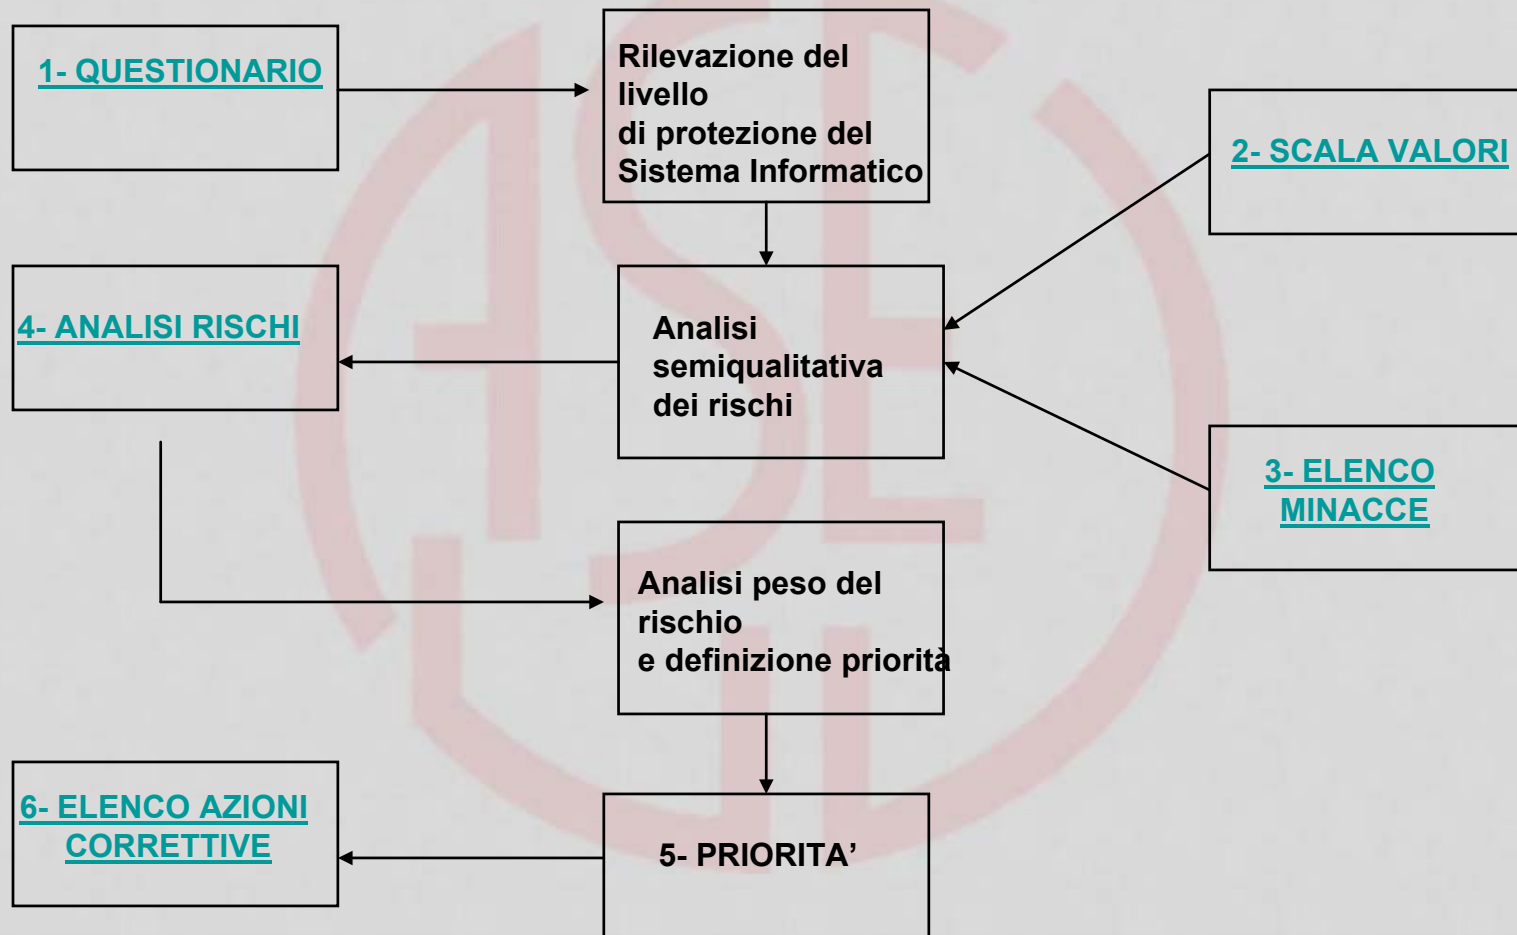 1- QUESTIONARIO
Rilevazione del
livello
di protezione del
Sistema Informatico
2- SCALA VALORI
4- ANALISI RISCHI
Analisi
semiqualitativa
dei rischi
3- ELENCO
MINACCE
Analisi peso del
rischio
e definizione priorità
6- ELENCO AZIONI
CORRETTIVE
5- PRIORITA’